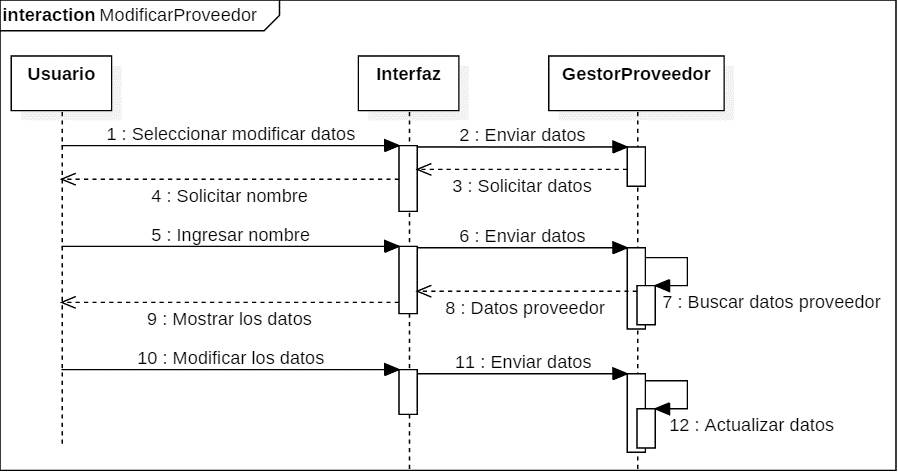 interaction ModificarProveedor
Usuario
Interfaz
GestorProveedor
1 : Seleccionar modificar datos
2 : Enviar datos
3 : Solicitar datos
4 : Solicitar nombre
5 : Ingresar nombre
6 : Enviar datos
7 : Buscar datos proveedor
8 : Datos proveedor
9 : Mostrar los datos
10 : Modificar los datos
11 : Enviar datos
12 : Actualizar datos